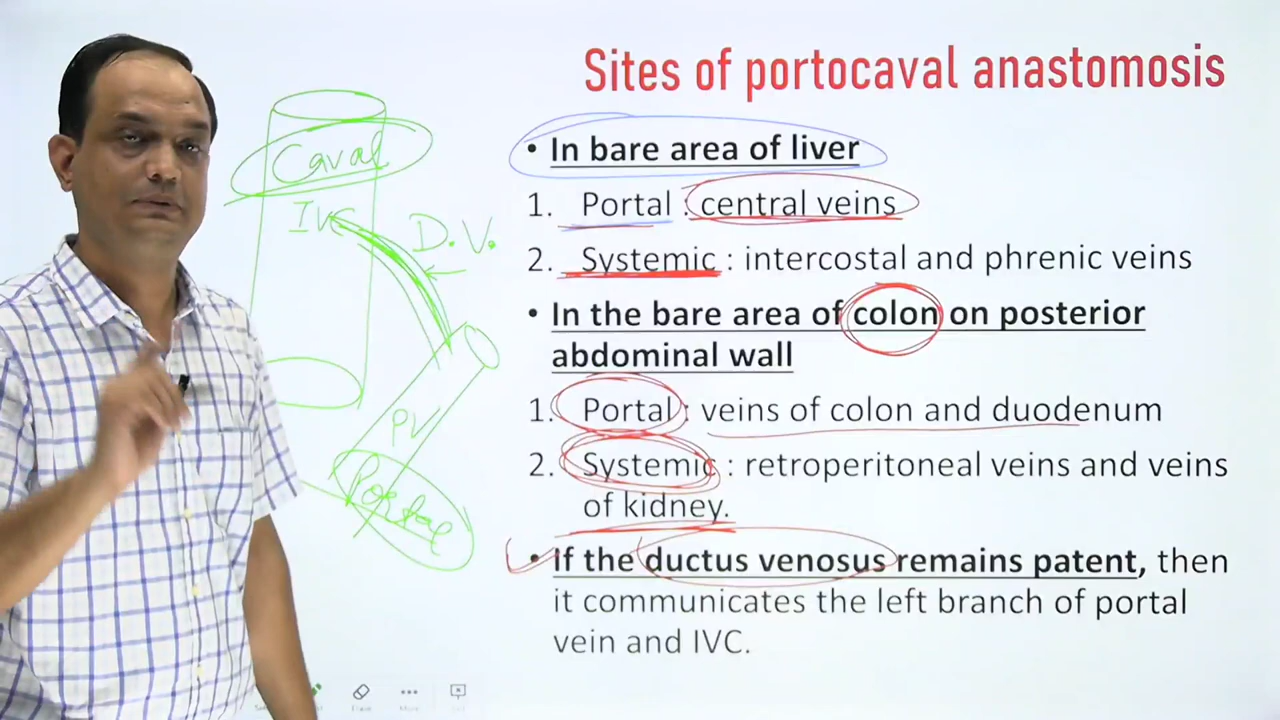 Sites of portocaval anastomosis
• In bare area of liver
1. Portal : central veins
2. Systemic : intercostal and phrenic veins
• In the bare area of colon on posterior
abdominal wall
1. Portal : veins of colon and duodenum
2. Systemic : retroperitoneal veins and veins
of kidney.
• If the ductus venosus remains patent, then
it communicates the left branch of portal
vein and IVC.
Caval
IVC
D.V.
PV
Portal
Erase
More